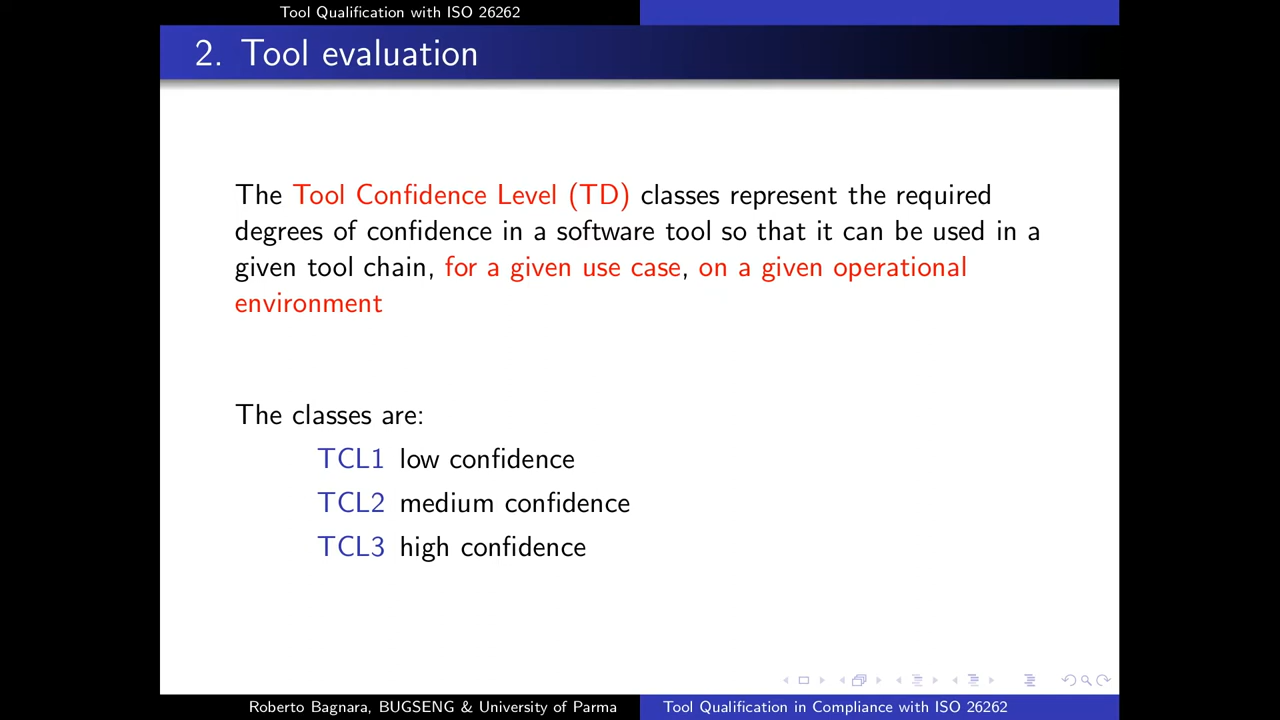 Tool Qualification with ISO 26262
2. Tool evaluation
The Tool Confidence Level (TD) classes represent the required
degrees of confidence in a software tool so that it can be used in a
given tool chain, for a given use case, on a given operational
environment
The classes are:
TCL1 low confidence
TCL2 medium confidence
TCL3 high confidence
Roberto Bagnara, BUGSENG & University of Parma
Tool Qualification in Compliance with ISO 26262